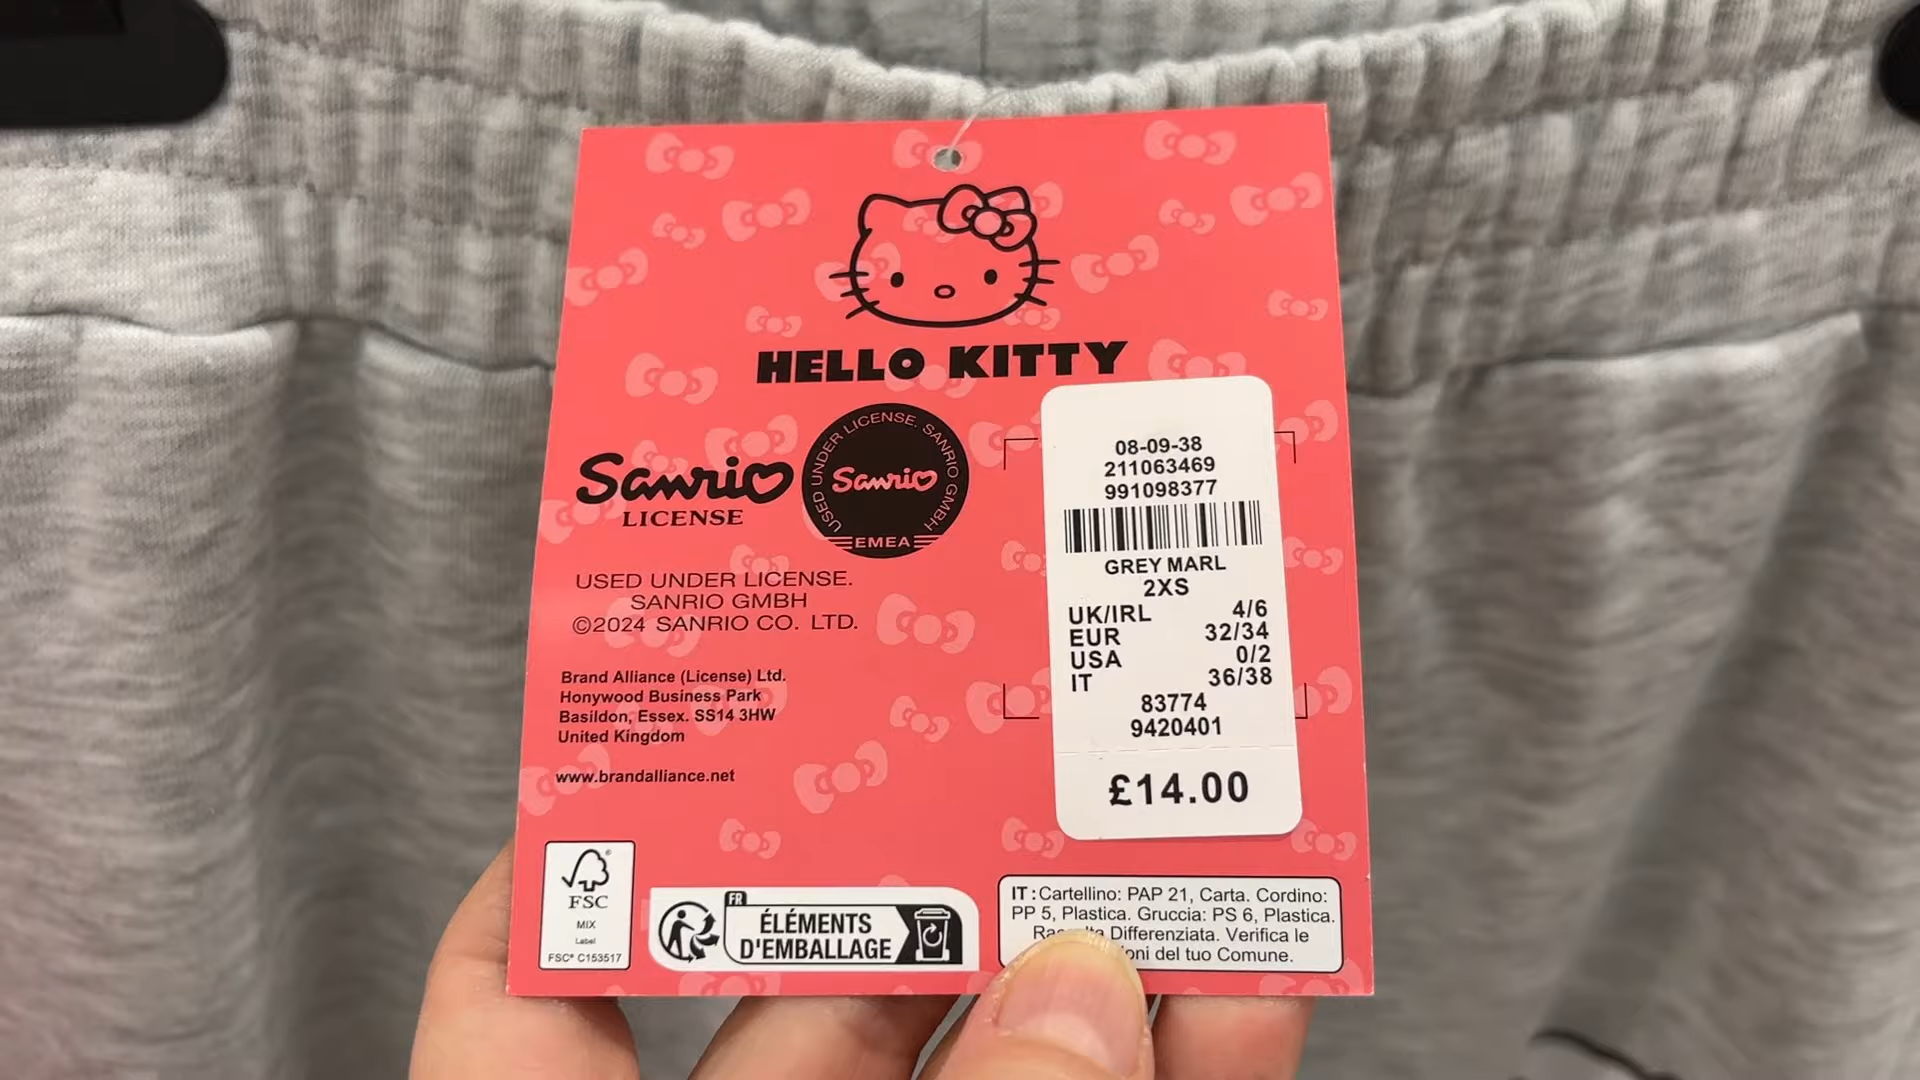 HELLO KITTY
Sanrio
LICENSE
USED UNDER LICENSE. SANRIO GMBH
Sanrio
EMEA
USED UNDER LICENSE.
SANRIO GMBH
©2024 SANRIO CO. LTD.
Brand Alliance (License) Ltd.
Honywood Business Park
Basildon, Essex. SS14 3HW
United Kingdom
www.brandalliance.net
08-09-38
211063469
991098377
GREY MARL
2XS
UK/IRL 4/6
EUR 32/34
USA 0/2
IT 36/38
83774
9420401
£14.00
FSC
MIX
Label
FSC® C153517
FR
ÉLÉMENTS
D'EMBALLAGE
IT : Cartellino: PAP 21, Carta. Cordino:
PP 5, Plastica. Gruccia: PS 6, Plastica.
Differenziata. Verifica le
del tuo Comune.